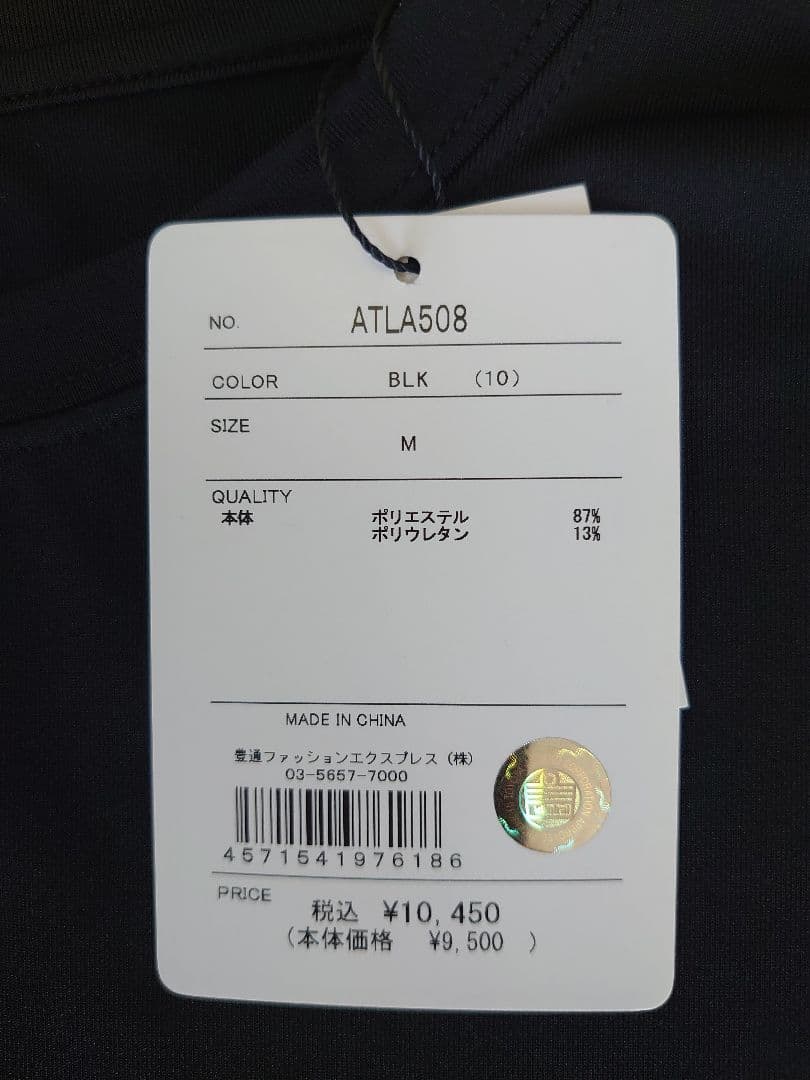 NO. ATLA508
COLOR BLK (10)
SIZE
M
QUALITY
本体 ポリエステル 87%
ポリウレタン 13%
MADE IN CHINA
豊通ファッションエクスプレス (株)
03-5657-7000
4571541976186
PRICE
税込 ¥10,450
(本体価格 ¥9,500 )